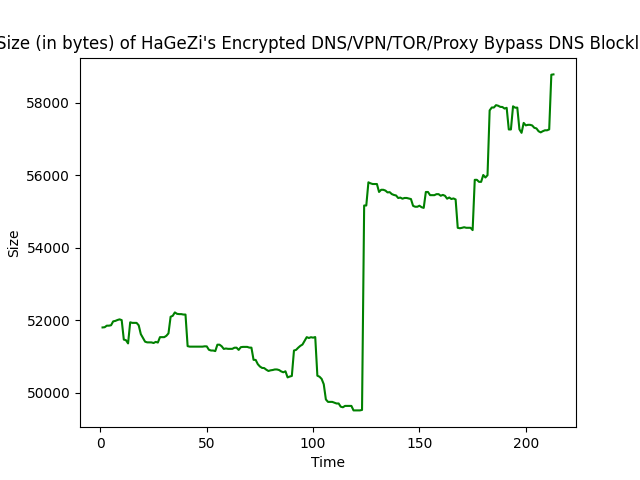 Size (in bytes) of HaGeZi's Encrypted DNS/VPN/TOR/Proxy Bypass DNS Blockl
58000
56000
54000
52000
50000
Size
0 50 100 150 200
Time